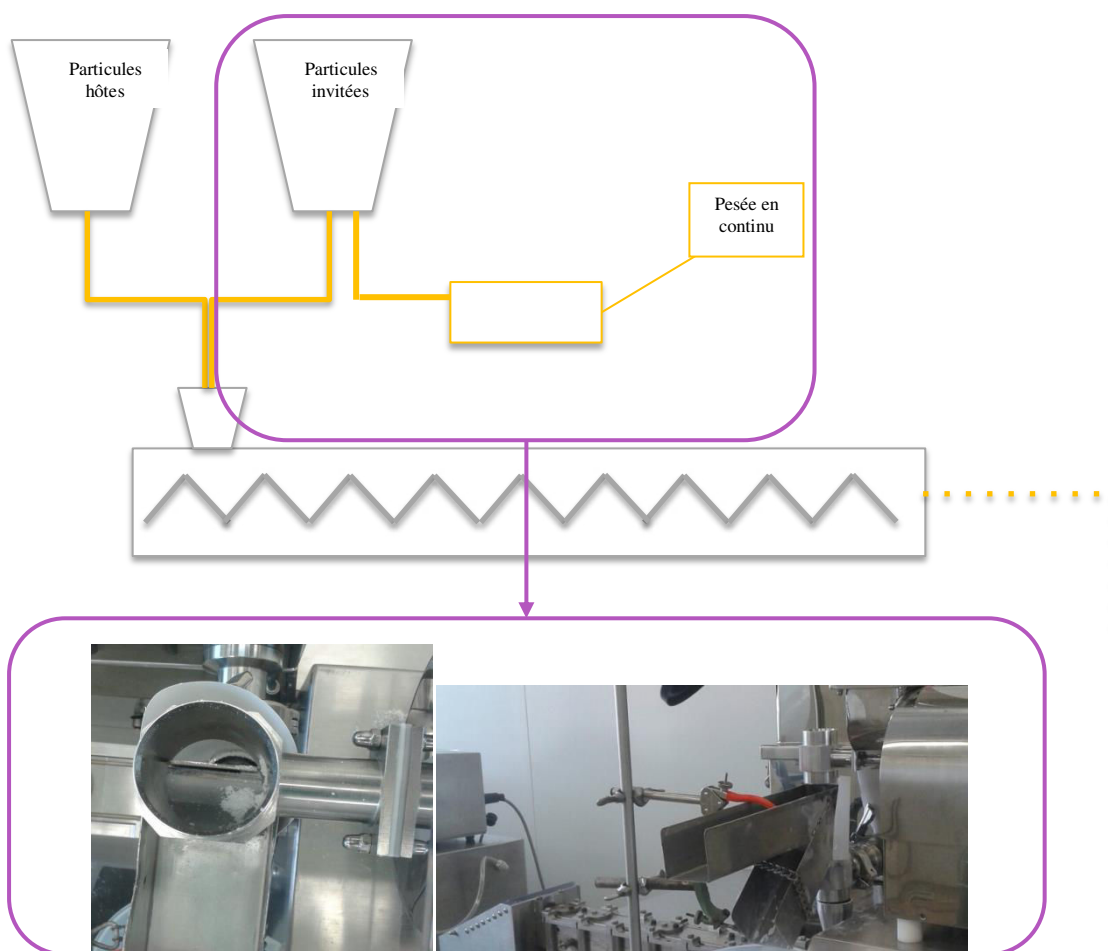 Particules
hôtes
Particules
invitées
Pesée en
continu